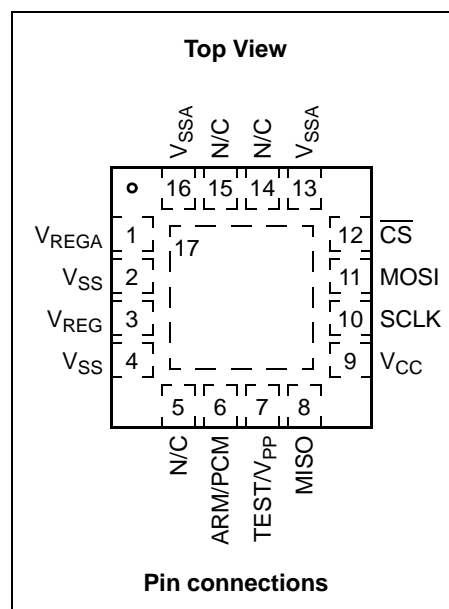 Top View
VSSA
N/C
N/C
VSSA
16
15
14
13
17
VREGA
1
VSS
2
VREG
3
VSS
4
12
CS
11
MOSI
10
SCLK
9
VCC
5
6
7
8
N/C
ARM/PCM
TEST/VPP
MISO
Pin connections